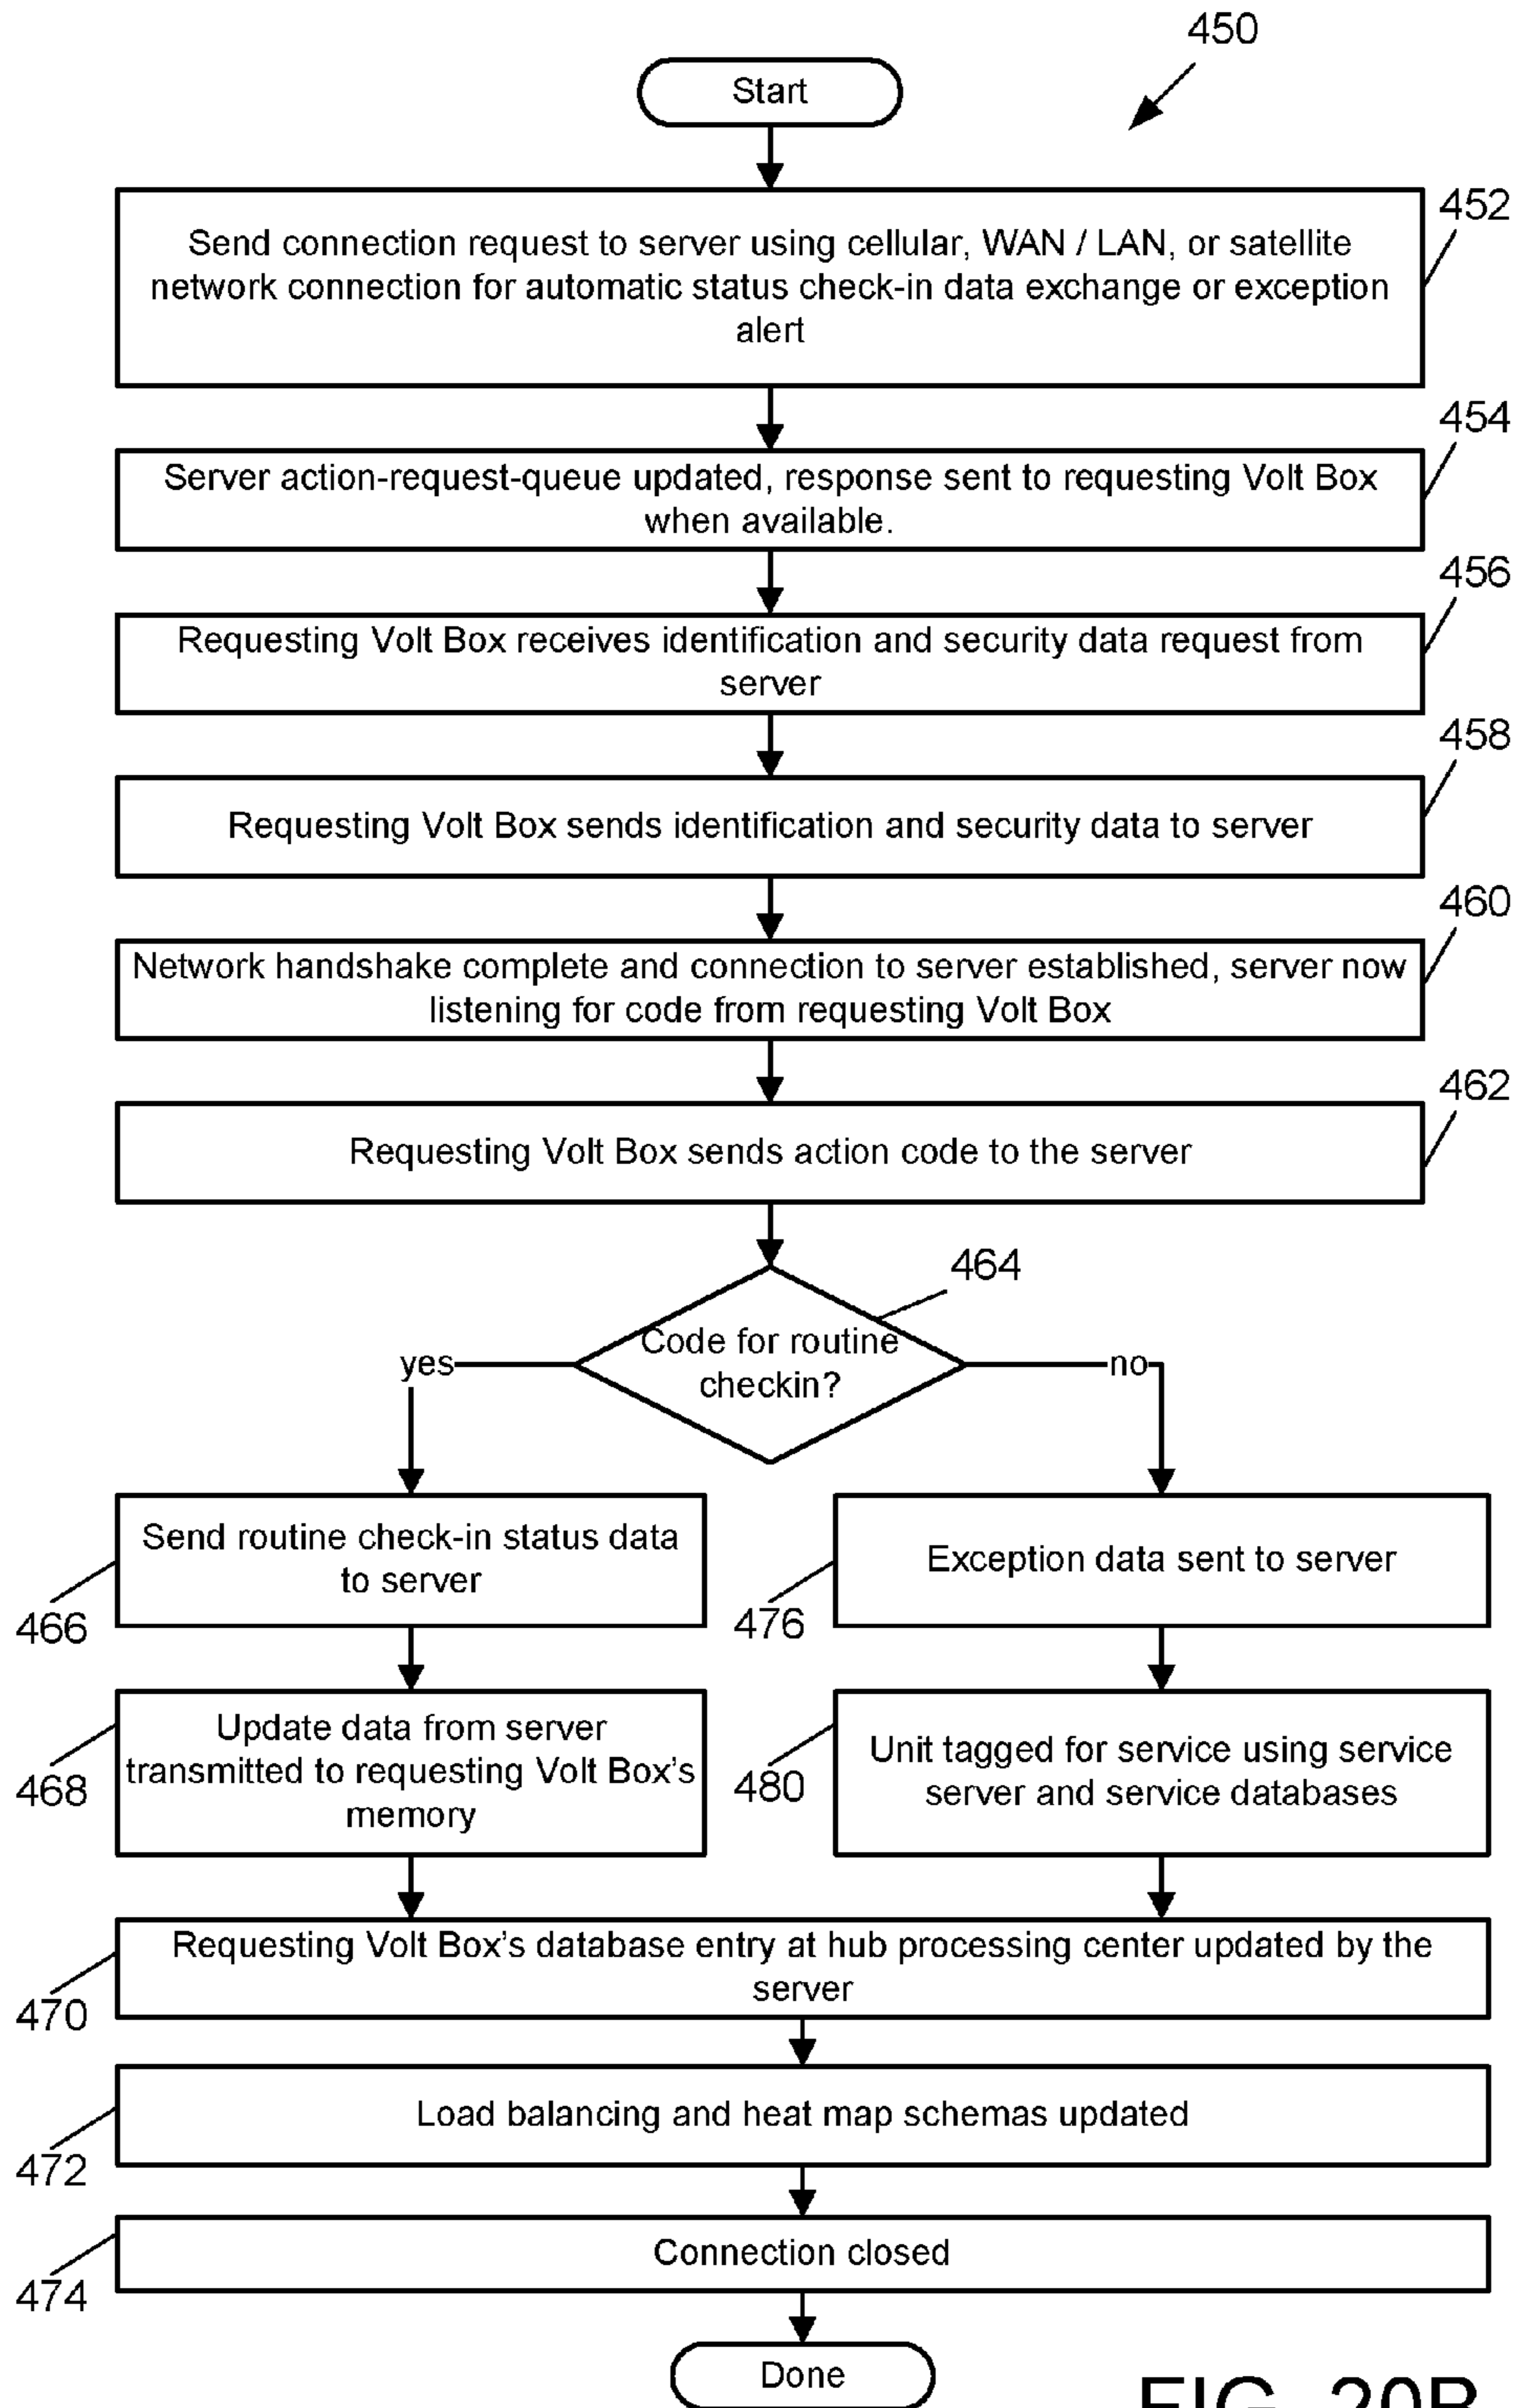 450
Start
452
Send connection request to server using cellular, WAN / LAN, or satellite
network connection for automatic status check-in data exchange or exception
alert
454
Server action-request-queue updated, response sent to requesting Volt Box
when available.
456
Requesting Volt Box receives identification and security data request from
server
458
Requesting Volt Box sends identification and security data to server
460
Network handshake complete and connection to server established, server now
listening for code from requesting Volt Box
462
Requesting Volt Box sends action code to the server
464
Code for routine
checkin?
yes
no
Send routine check-in status data
to server
466
Exception data sent to server
476
Update data from server
transmitted to requesting Volt Box's
memory
468
Unit tagged for service using service
server and service databases
480
Requesting Volt Box's database entry at hub processing center updated by the
server
470
Load balancing and heat map schemas updated
472
Connection closed
474
Done
FIG. 20B